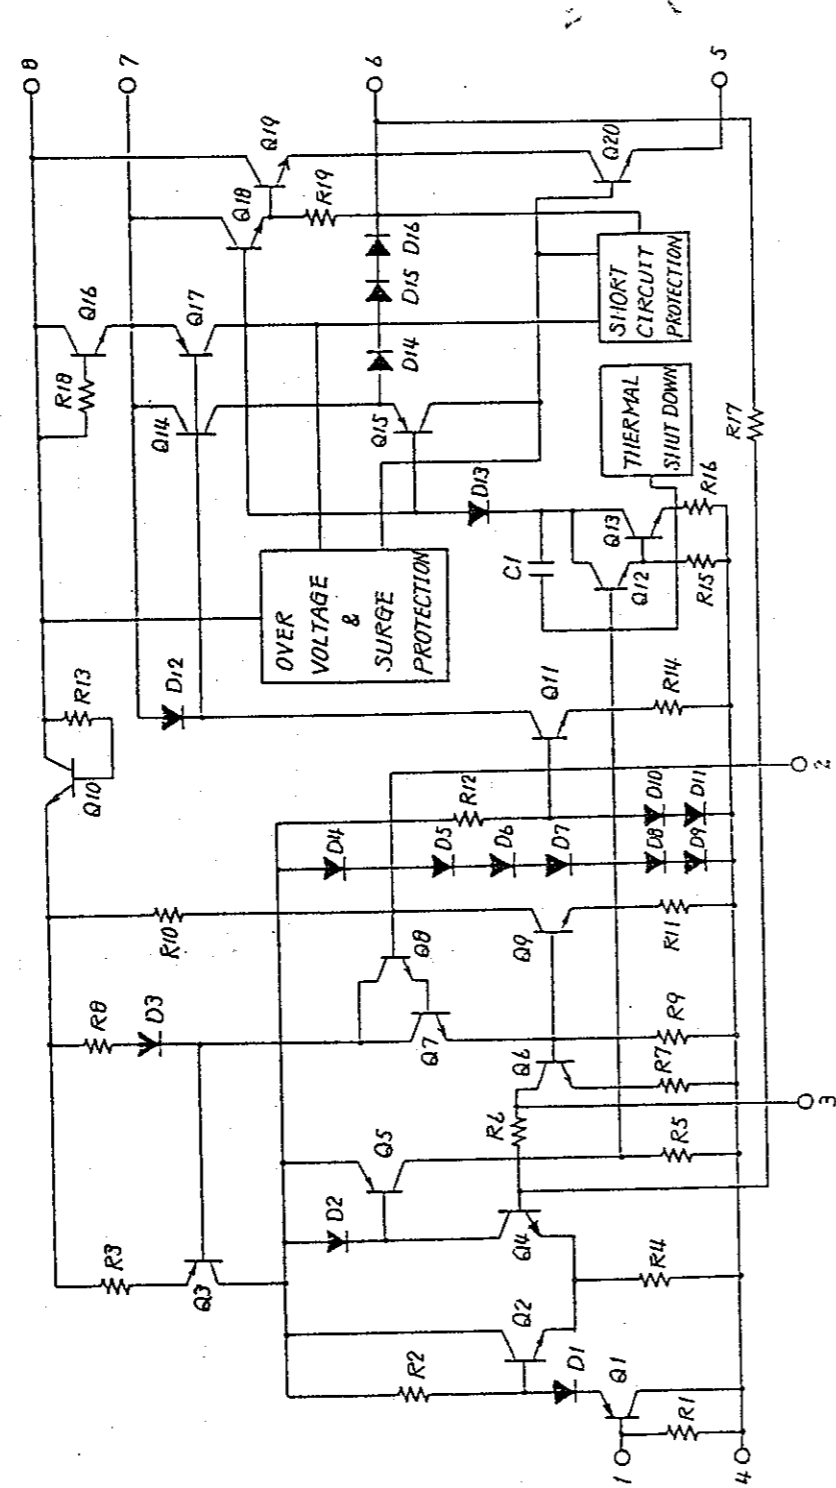 8
Q10
R13
R18
Q16
7
R3
R8
D3
R10
D12
Q14
Q17
Q3
Q18
Q19
OVER
VOLTAGE
&
SURGE
PROTECTION
R19
D2
D4
6
R2
Q5
Q7
Q8
D5
R12
Q15
D14
D15
D16
D6
D13
Q2
Q4
R6
Q6
Q9
D7
Q11
C1
D1
Q12
Q13
Q20
1
Q1
THERMAL
SHUT DOWN
SHORT
CIRCUIT
PROTECTION
R1
R4
R5
R7
R9
R11
D8
D10
D9
D11
R14
R15
R16
5
4
R17
3
2